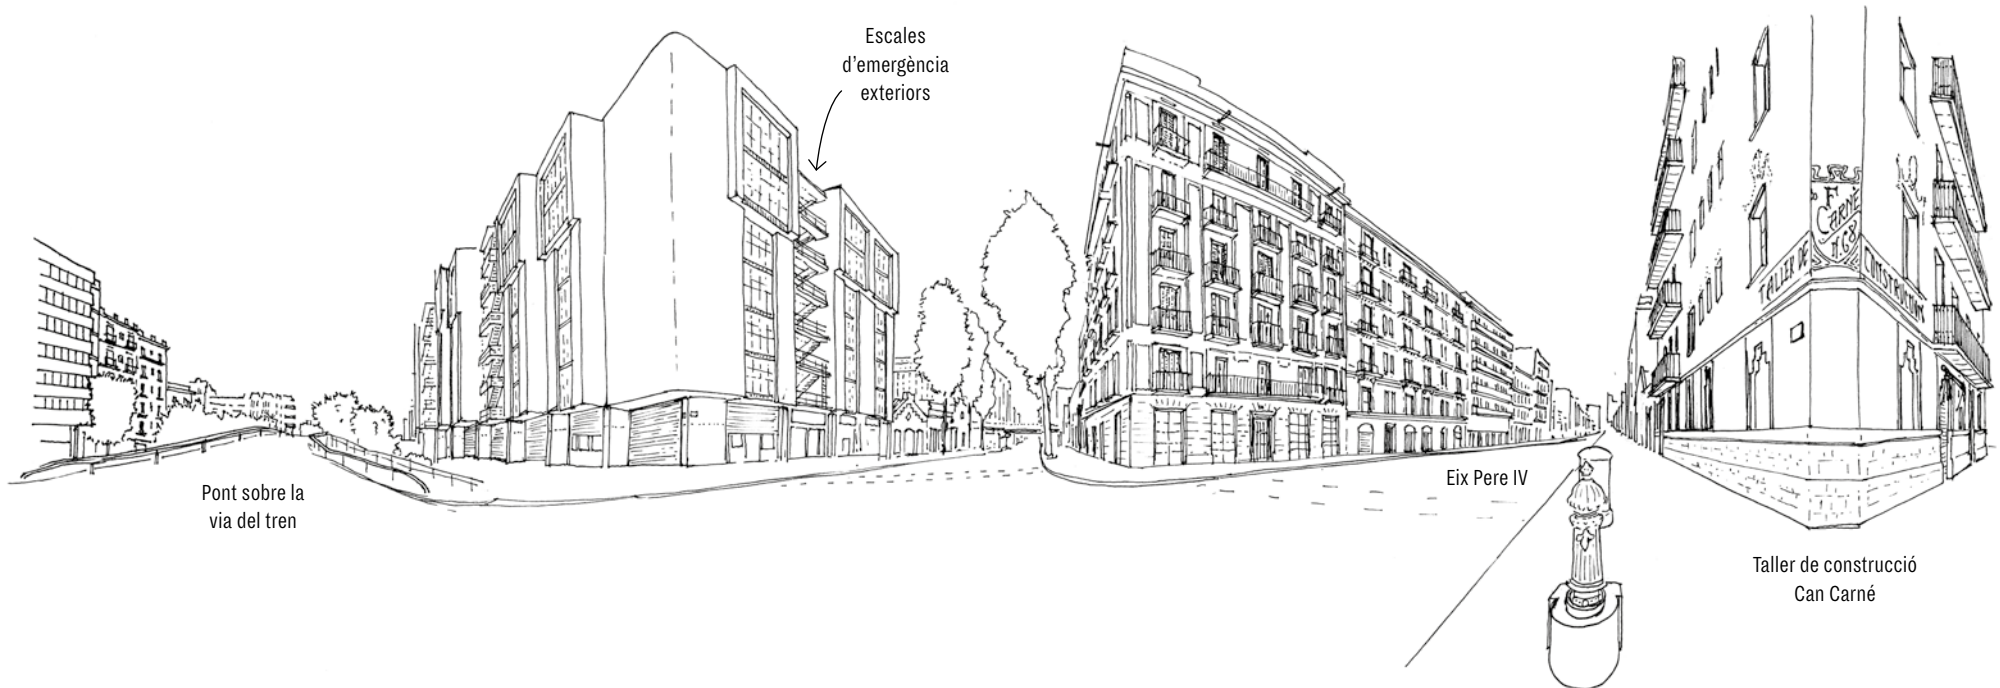 Escales
d’emergència
exteriors
Pont sobre la
via del tren
Eix Pere IV
F
CARNÉ
TALLER DE
Taller de construcció
Can Carné